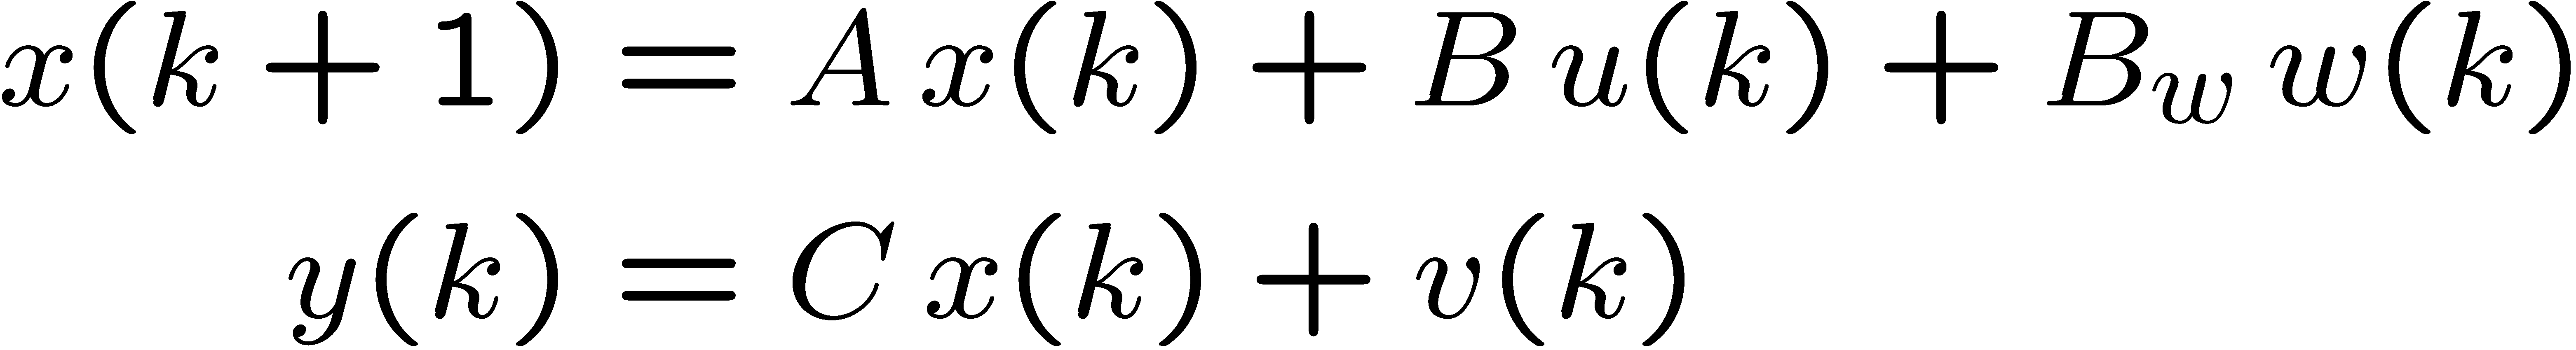 x(k + 1) = A x(k) + B u(k) + B_w w(k)
y(k) = C x(k) + v(k)